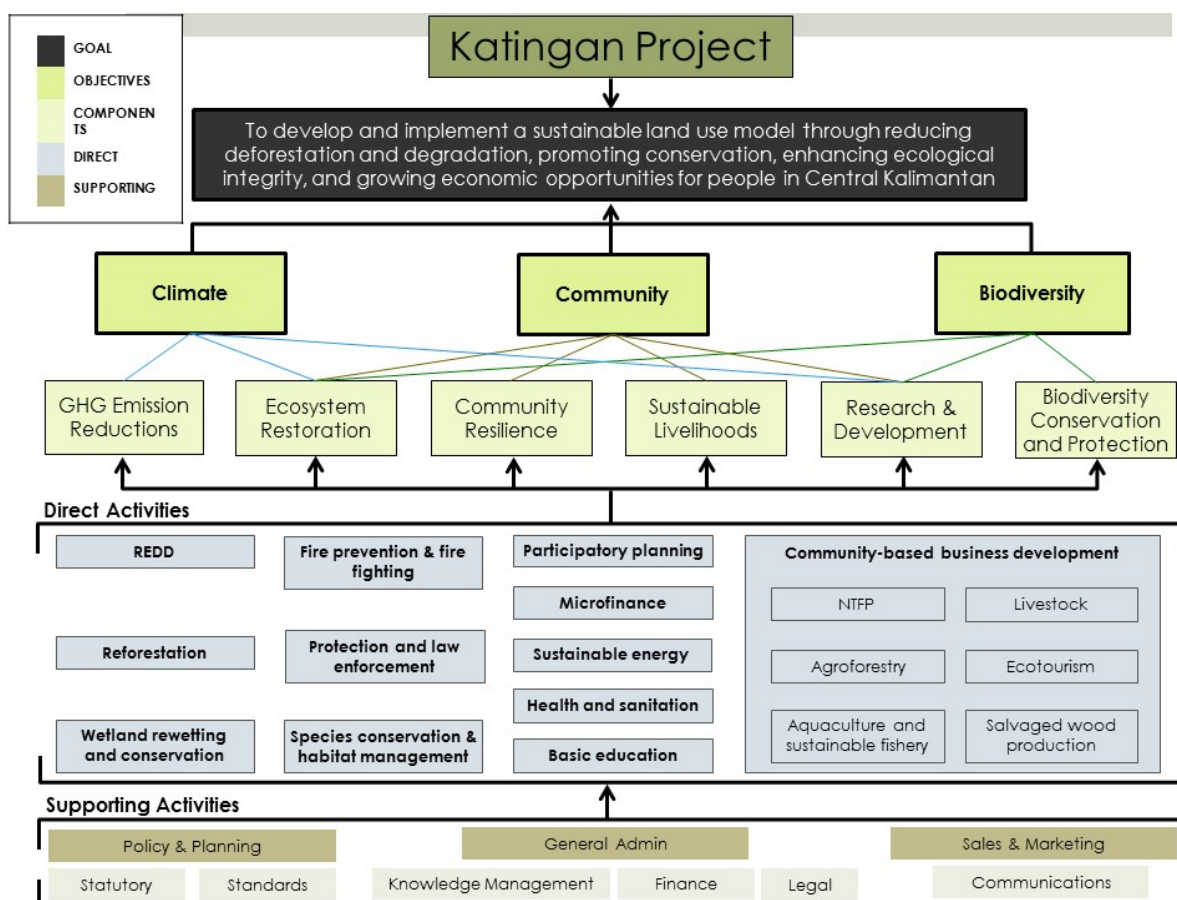 GOAL
OBJECTIVES
COMPONEN
TS
DIRECT
SUPPORTING
Katingan Project
To develop and implement a sustainable land use model through reducing
deforestation and degradation, promoting conservation, enhancing ecological
integrity, and growing economic opportunities for people in Central Kalimantan
Climate
Community
Biodiversity
GHG Emission
Reductions
Ecosystem
Restoration
Community
Resilience
Sustainable
Livelihoods
Research &
Development
Biodiversity
Conservation
and Protection
Direct Activities
REDD
Reforestation
Wetland rewetting
and conservation
Fire prevention & fire
fighting
Protection and law
enforcement
Species conservation &
habitat management
Participatory planning
Microfinance
Sustainable energy
Health and sanitation
Basic education
Community-based business development
NTFP
Livestock
Agroforestry
Ecotourism
Aquaculture and
sustainable fishery
Salvaged wood
production
Supporting Activities
Policy & Planning
General Admin
Sales & Marketing
Statutory
Standards
Knowledge Management
Finance
Legal
Communications